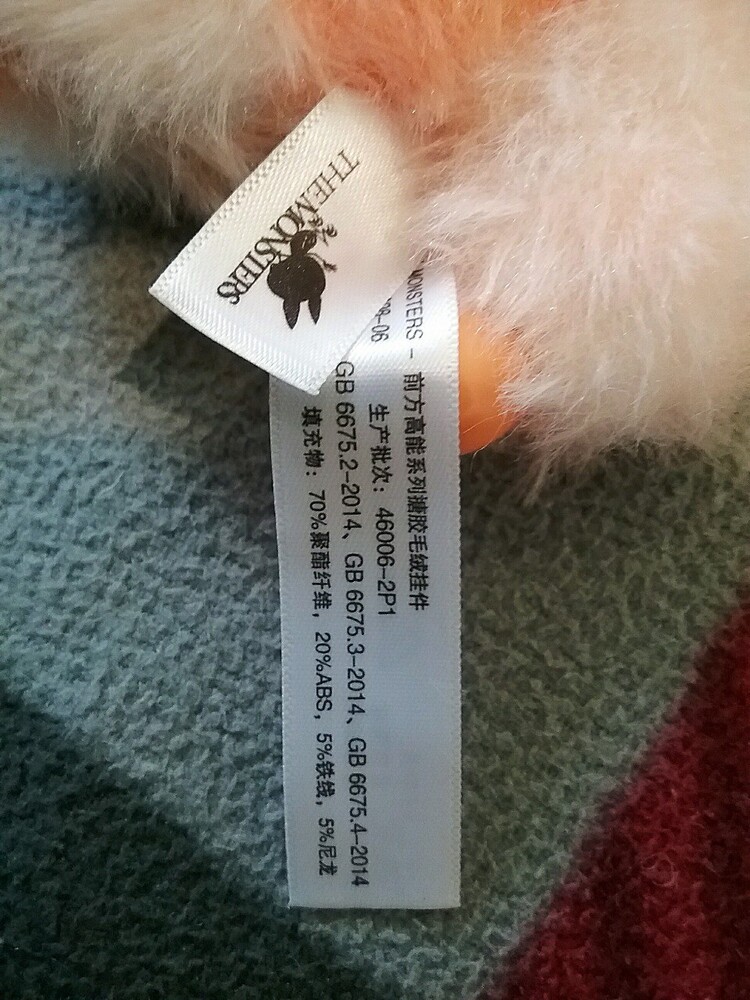 THE MONSTERS
MONSTERS - 前方高能系列搪胶毛绒挂件
-06 生产批次：46006-2P1
GB 6675.2-2014、GB 6675.3-2014、GB 6675.4-2014
填充物：70%聚酯纤维，20%ABS，5%铁线，5%尼龙